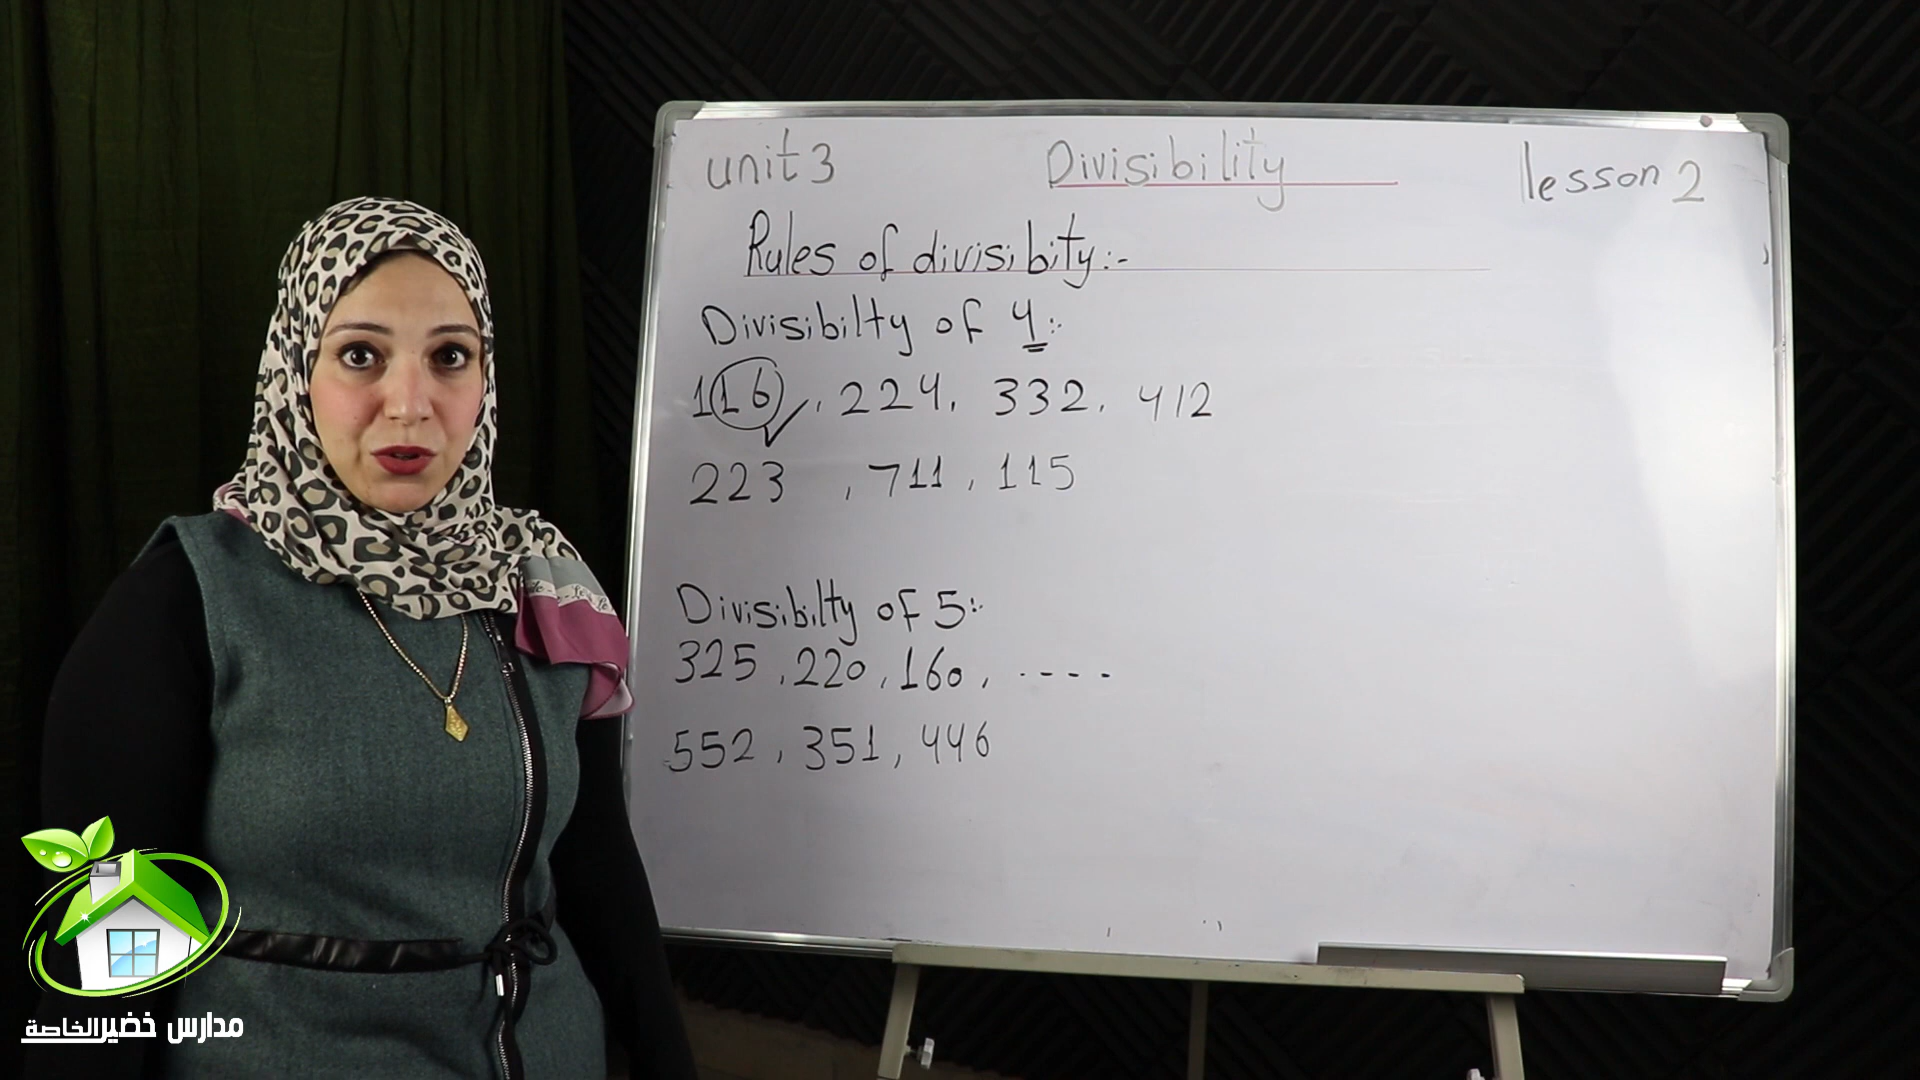 unit 3 Divisibility lesson 2
Rules of divisibity:-
Divisibilty of 4:-
116, 224, 332, 412
223, 711, 115
Divisibilty of 5:-
325, 220, 160, ----
552, 351, 446
مدارس خضير الخاصة